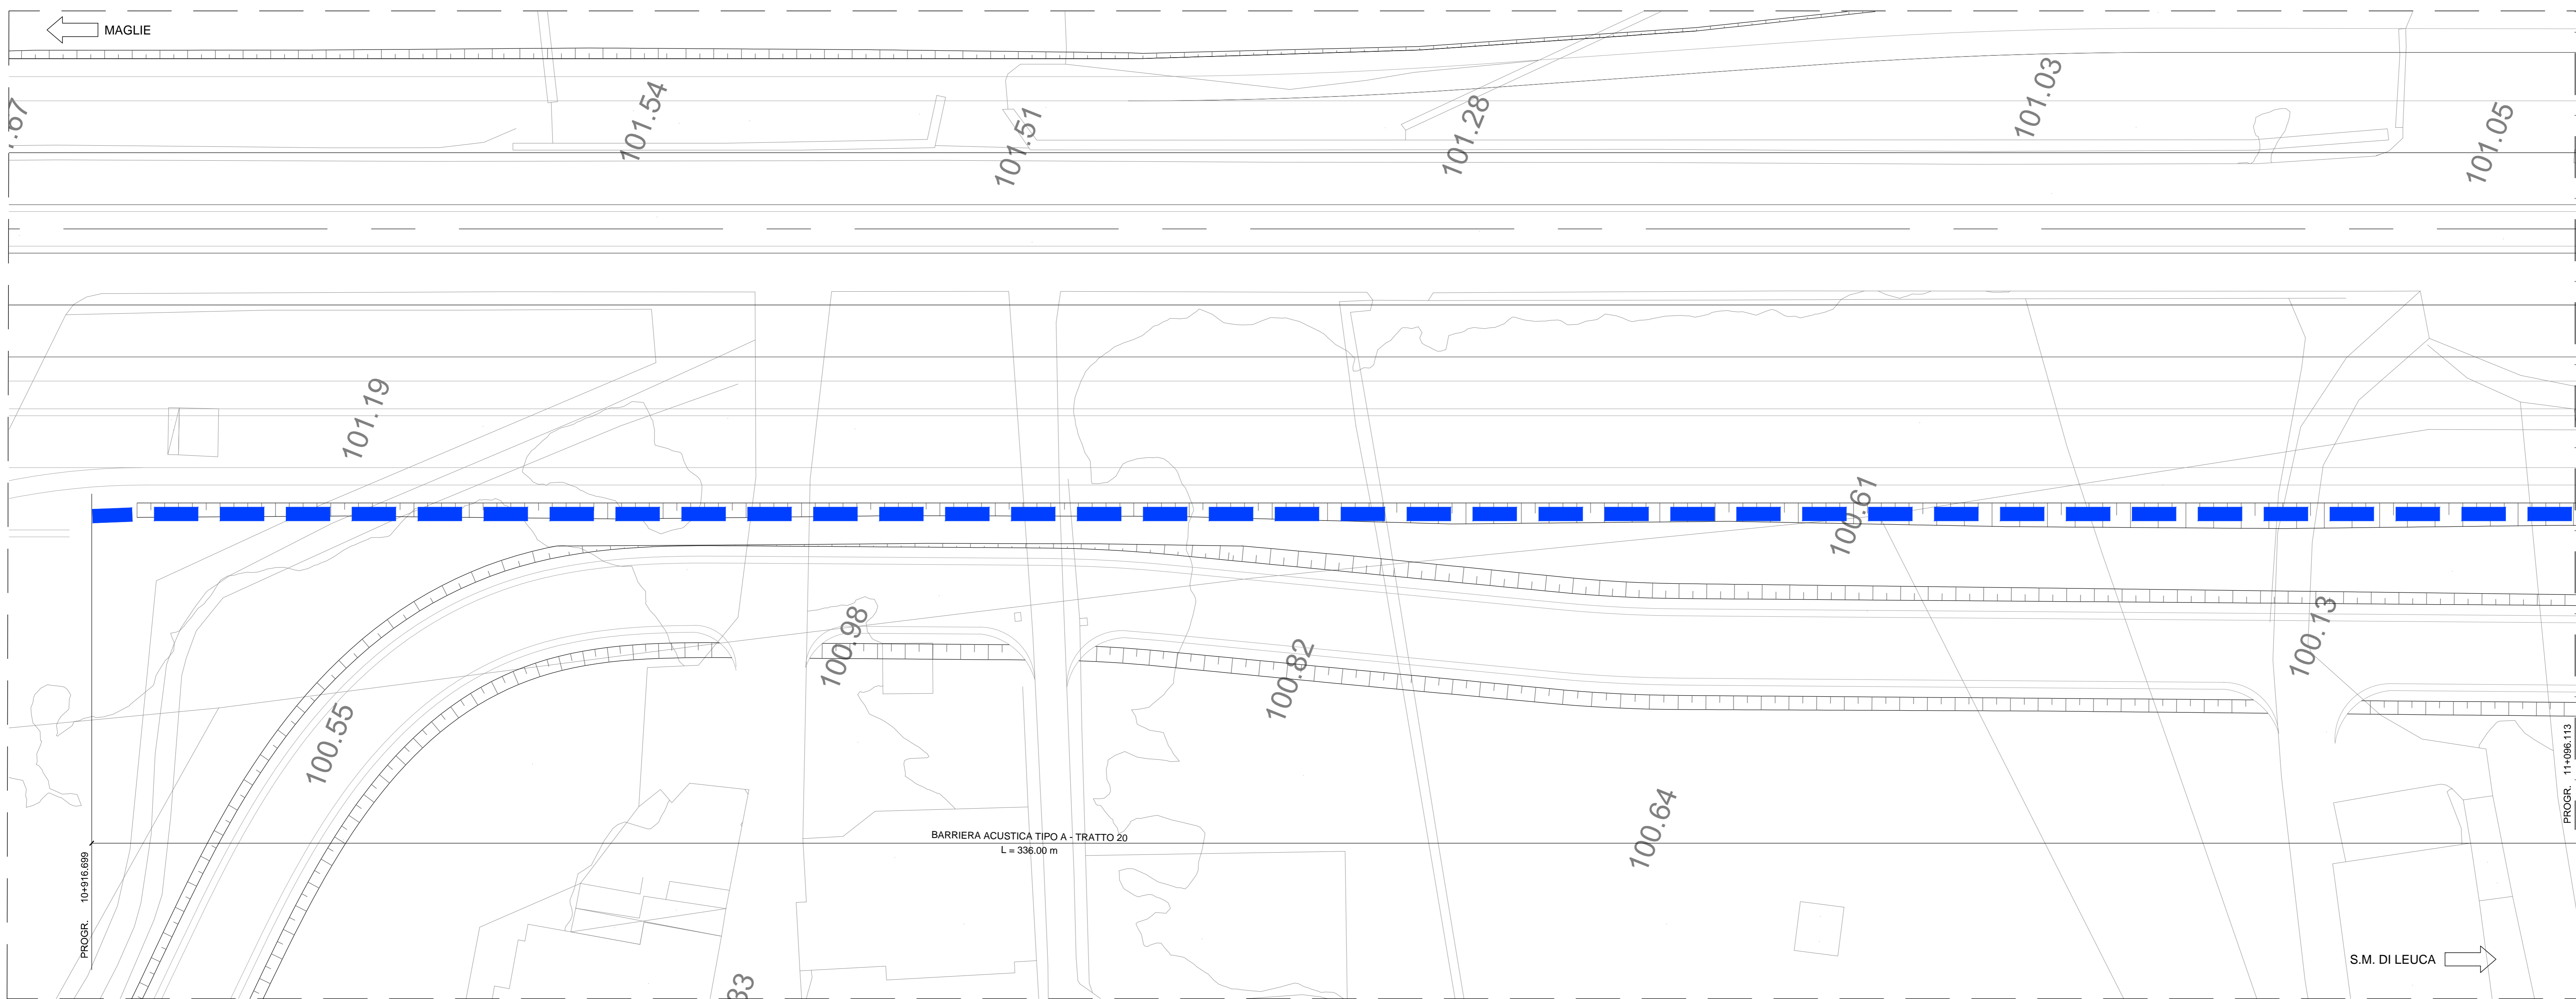 MAGLIE
.67
101.54
101.51
101.28
101.03
101.05
101.19
100.61
100.98
100.13
100.82
100.55
100.64
PROGR. 11+096.113
BARRIERA ACUSTICA TIPO A - TRATTO 20
L = 336.00 m
PROGR. 10+916.699
S.M. DI LEUCA
33